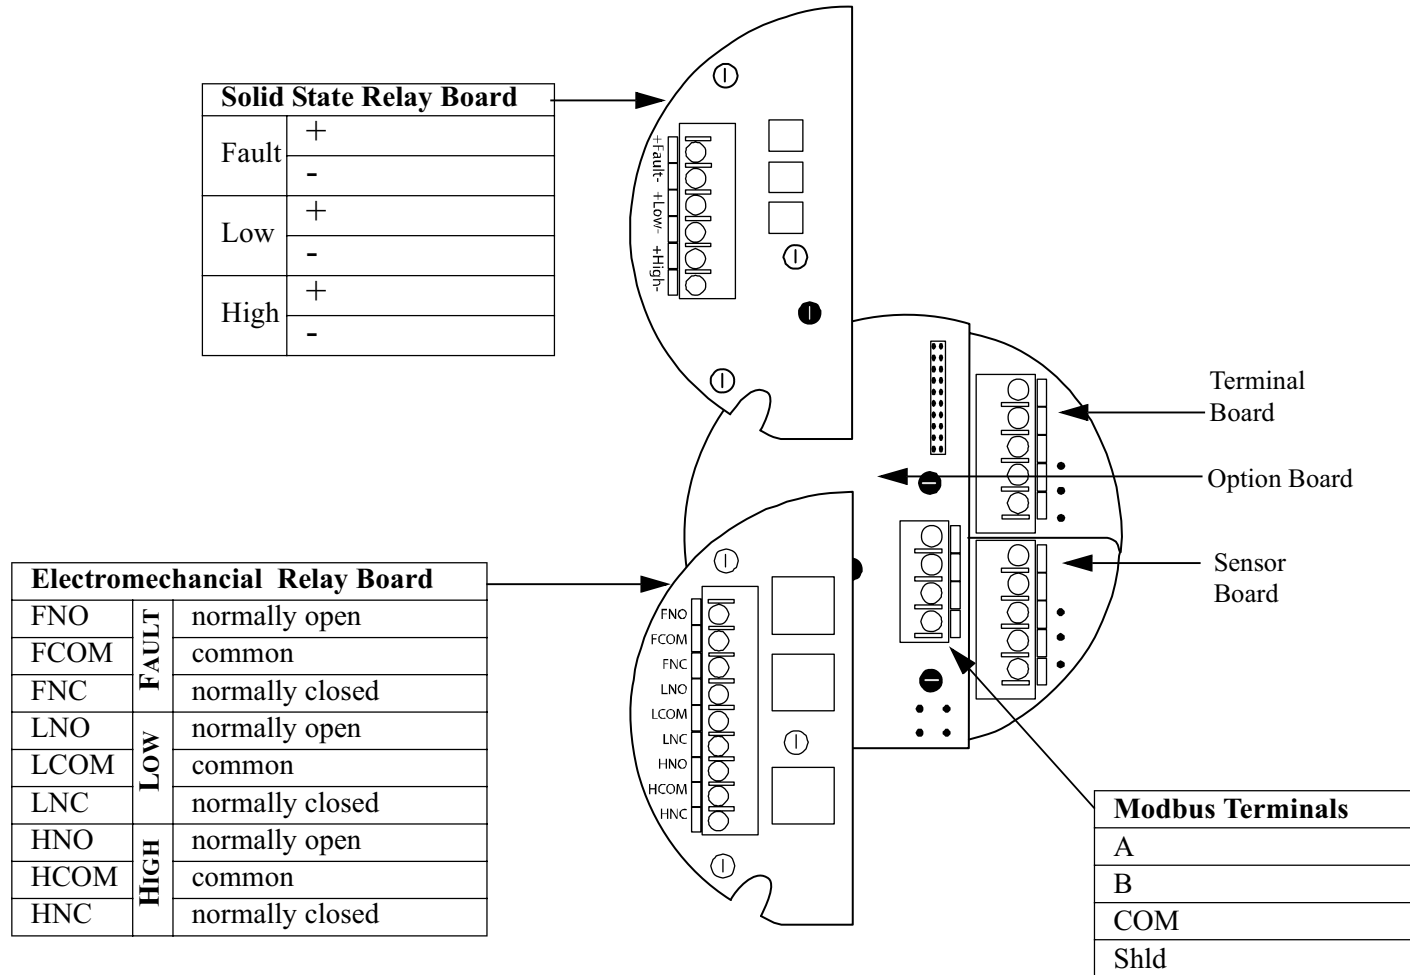 Solid State Relay Board
Fault
+
-
Low
+
-
High
+
-
+Fault- +Low- +High-
Terminal
Board
Option Board
Sensor
Board
Electromechancial Relay Board
FAULT
FNO normally open
FCOM common
FNC normally closed
LOW
LNO normally open
LCOM common
LNC normally closed
HIGH
HNO normally open
HCOM common
HNC normally closed
FNO
FCOM
FNC
LNO
LCOM
LNC
HNO
HCOM
HNC
Modbus Terminals
A
B
COM
Shld